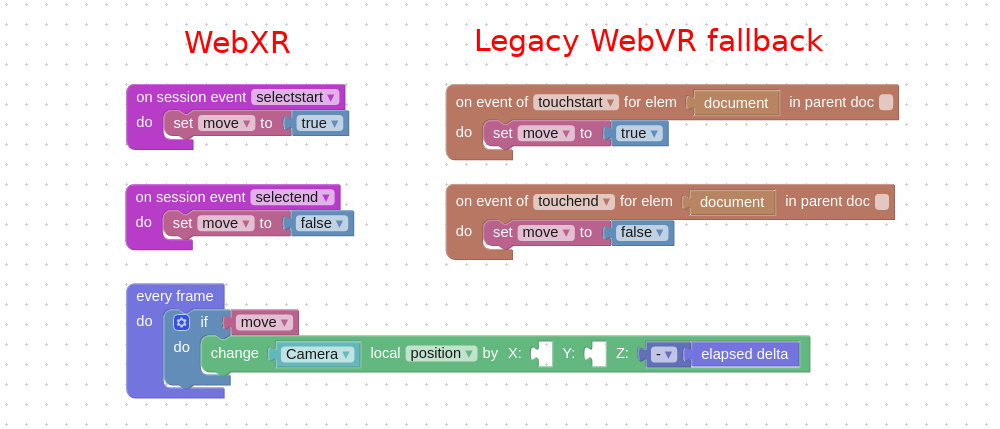 WebXR
on session event selectstart ▾
do set move ▾ to true ▾
on session event selectend ▾
do set move ▾ to false ▾
Legacy WebVR fallback
on event of touchstart ▾ for elem document in parent doc
do set move ▾ to true ▾
on event of touchend ▾ for elem document in parent doc
do set move ▾ to false ▾
every frame
do if move ▾
do change Camera ▾ local position ▾ by X: Y: Z: - ▾ elapsed delta